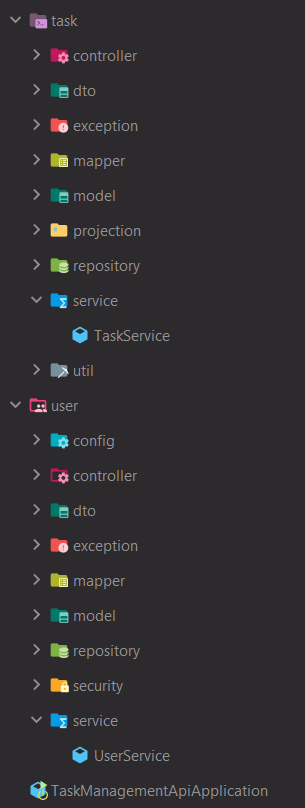 task
controller
dto
exception
mapper
model
projection
repository
service
TaskService
util
user
config
controller
dto
exception
mapper
model
repository
security
service
UserService
TaskManagementApiApplication